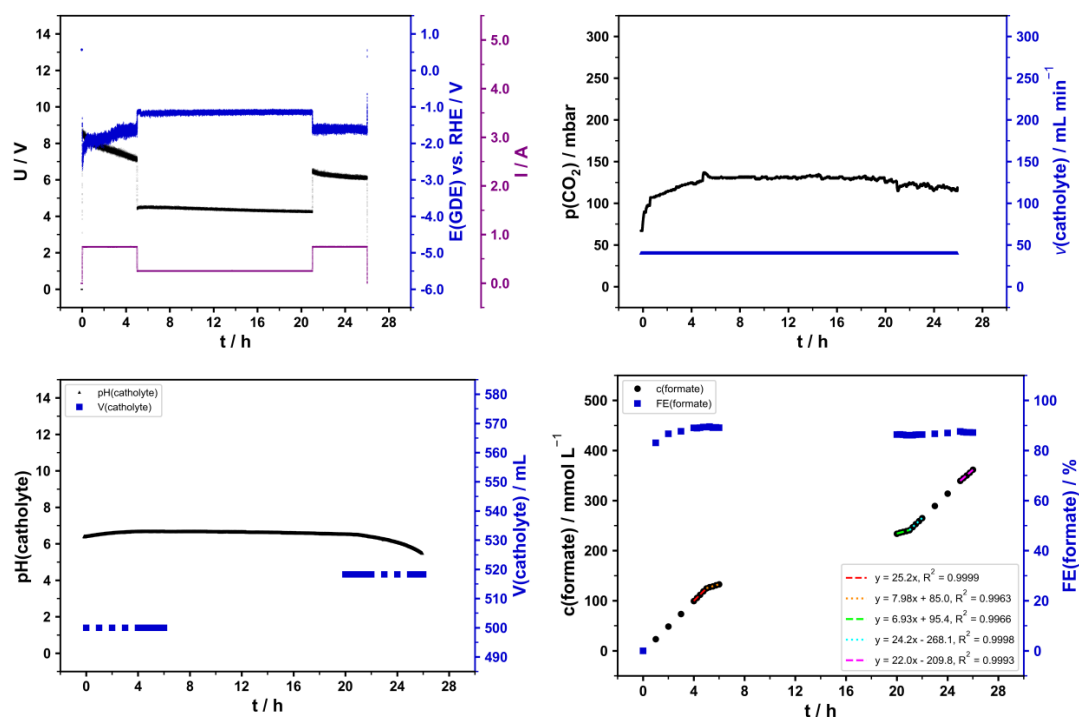 14
12
10
8
6
4
2
0
U / V
1.0
0.0
-1.0
-2.0
-3.0
-4.0
-5.0
-6.0
E(GDE) vs. RHE / V
5.0
4.0
3.0
2.0
1.0
0.0
I / A
0 4 8 12 16 20 24 28
t / h
300
250
200
150
100
50
0
p(CO₂) / mbar
300
250
200
150
100
50
0
v(catholyte) / mL min⁻¹
0 4 8 12 16 20 24 28
t / h
pH(catholyte)
V(catholyte)
14
12
10
8
6
4
2
0
pH(catholyte)
580
570
560
550
540
530
520
510
500
490
V(catholyte) / mL
0 4 8 12 16 20 24 28
t / h
c(formate)
FE(formate)
500
400
300
200
100
0
c(formate) / mmol L⁻¹
100
80
60
40
20
0
FE(formate) / %
y = 25.2x, R² = 0.9999
y = 7.98x + 85.0, R² = 0.9963
y = 6.93x + 95.4, R² = 0.9966
y = 24.2x - 268.1, R² = 0.9998
y = 22.0x - 209.8, R² = 0.9993
0 4 8 12 16 20 24 28
t / h